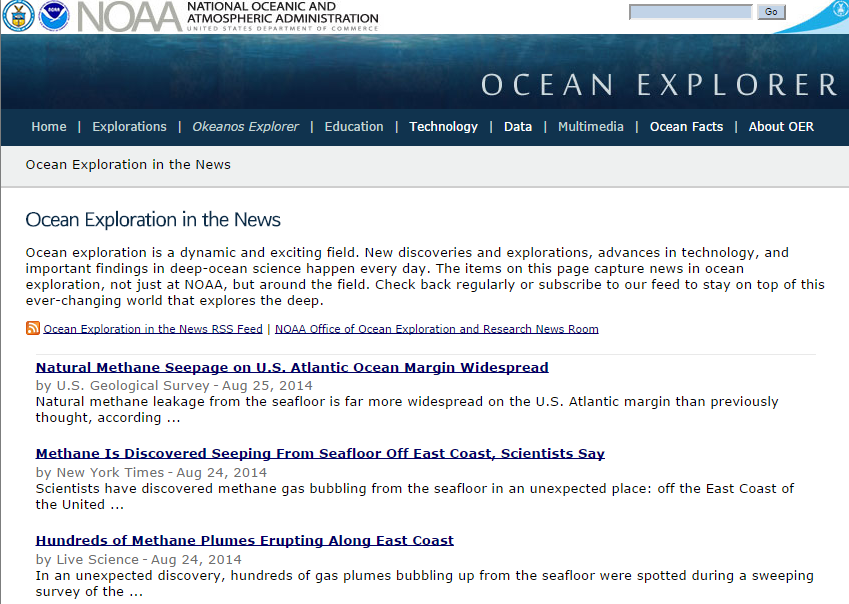 NOAA
NATIONAL OCEANIC AND
ATMOSPHERIC ADMINISTRATION
UNITED STATES DEPARTMENT OF COMMERCE
Go
OCEAN EXPLORER
Home | Explorations | Okeanos Explorer | Education | Technology | Data | Multimedia | Ocean Facts | About OER
Ocean Exploration in the News
Ocean Exploration in the News
Ocean exploration is a dynamic and exciting field. New discoveries and explorations, advances in technology, and
important findings in deep-ocean science happen every day. The items on this page capture news in ocean
exploration, not just at NOAA, but around the field. Check back regularly or subscribe to our feed to stay on top of this
ever-changing world that explores the deep.
Ocean Exploration in the News RSS Feed | NOAA Office of Ocean Exploration and Research News Room
Natural Methane Seepage on U.S. Atlantic Ocean Margin Widespread
by U.S. Geological Survey - Aug 25, 2014
Natural methane leakage from the seafloor is far more widespread on the U.S. Atlantic margin than previously
thought, according ...
Methane Is Discovered Seeping From Seafloor Off East Coast, Scientists Say
by New York Times - Aug 24, 2014
Scientists have discovered methane gas bubbling from the seafloor in an unexpected place: off the East Coast of
the United ...
Hundreds of Methane Plumes Erupting Along East Coast
by Live Science - Aug 24, 2014
In an unexpected discovery, hundreds of gas plumes bubbling up from the seafloor were spotted during a sweeping
survey of the ...